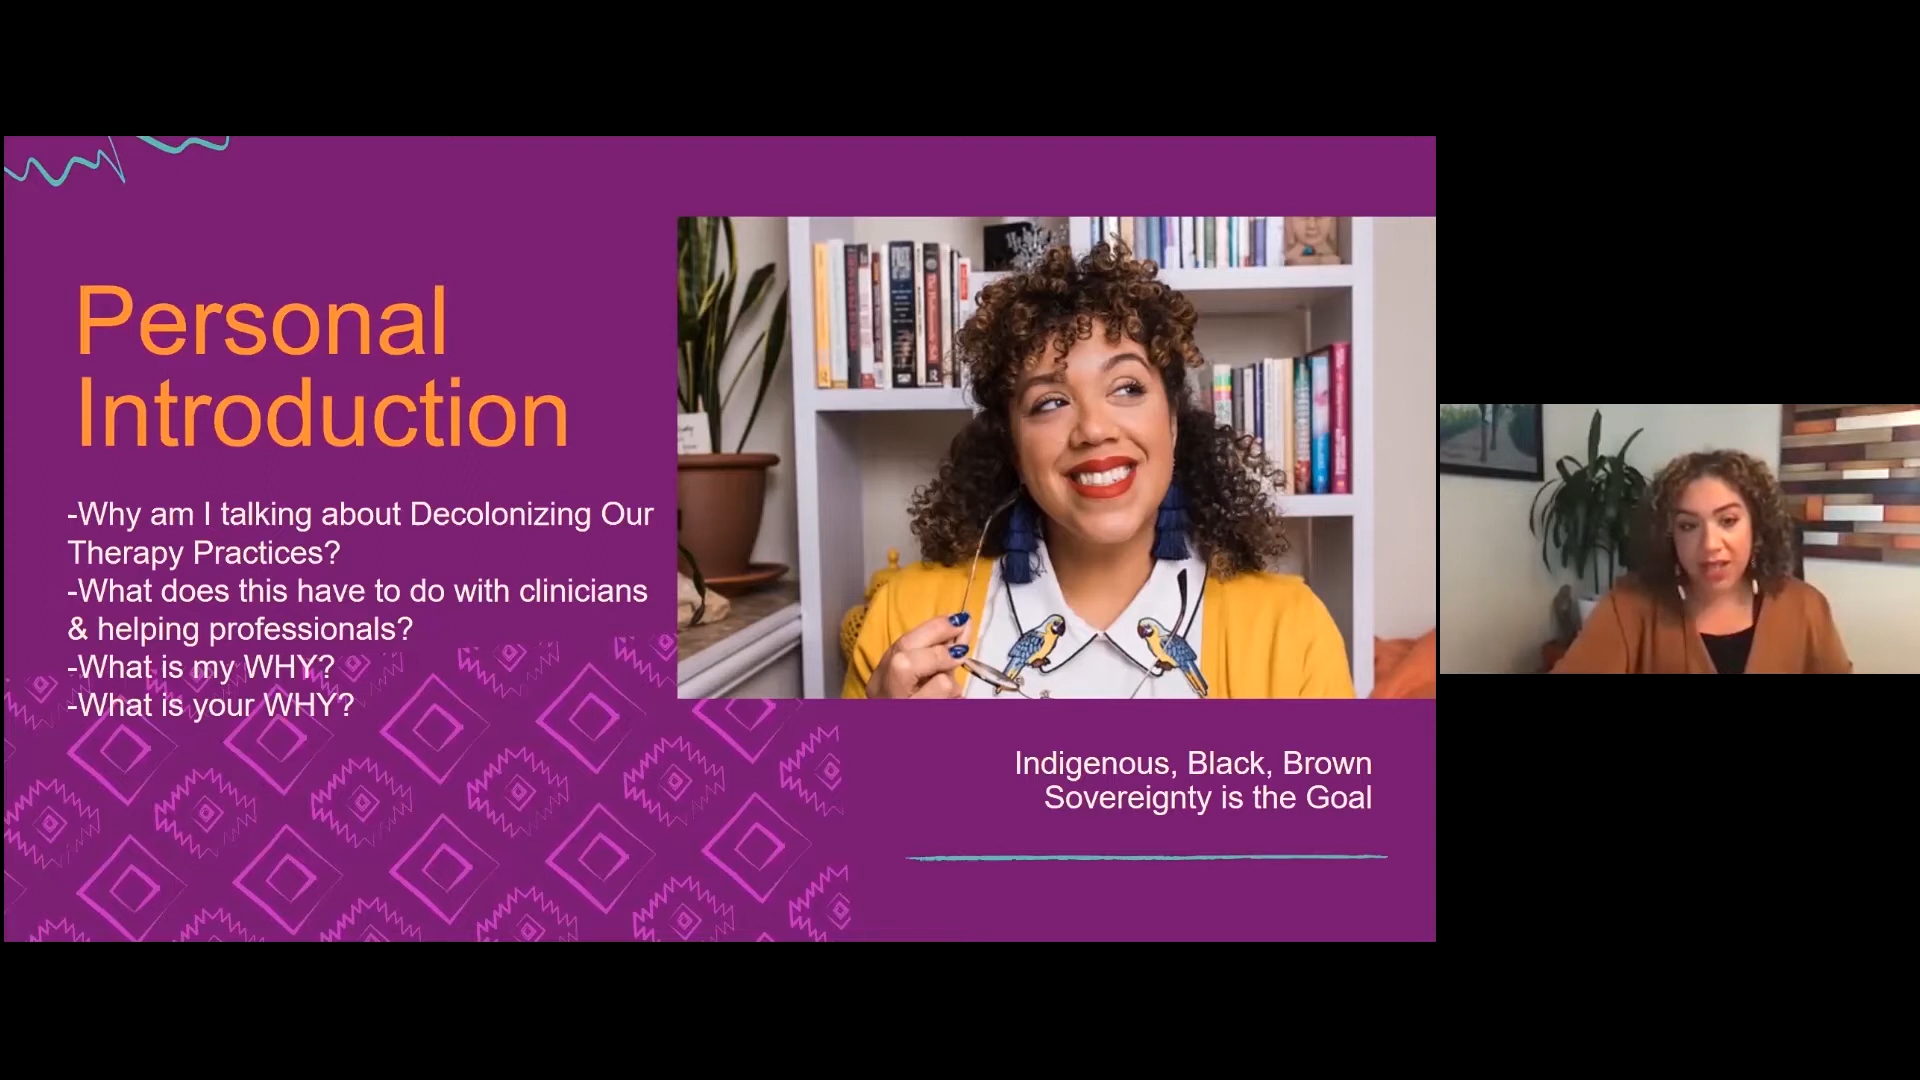 Personal
Introduction
-Why am I talking about Decolonizing Our
Therapy Practices?
-What does this have to do with clinicians
& helping professionals?
-What is my WHY?
-What is your WHY?
Indigenous, Black, Brown
Sovereignty is the Goal